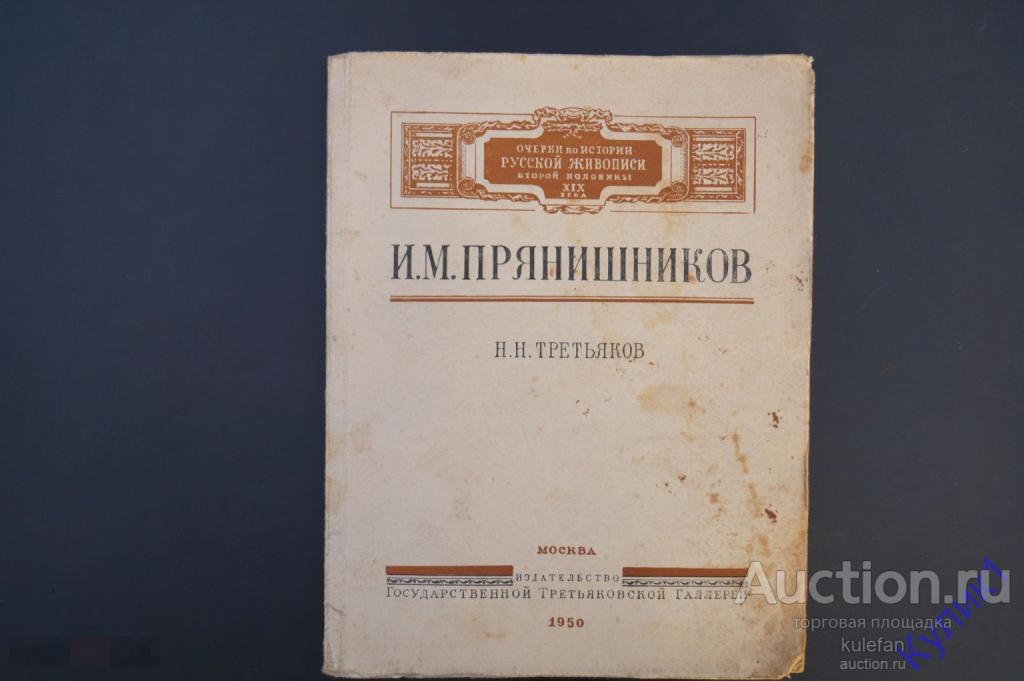 ОЧЕРКИ по ИСТОРИИ
РУССКОЙ ЖИВОПИСИ
ВТОРОЙ ПОЛОВИНЫ
XIX
ВЕКА
И.М.ПРЯНИШНИКОВ
Н.Н.ТРЕТЬЯКОВ
МОСКВА
ИЗДАТЕЛЬСТВО
ГОСУДАРСТВЕННОЙ ТРЕТЬЯКОВСКОЙ ГАЛЛЕРЕИ
1950
Auction.ru
торговая площадка
kulefan
auction.ru
Кулик1